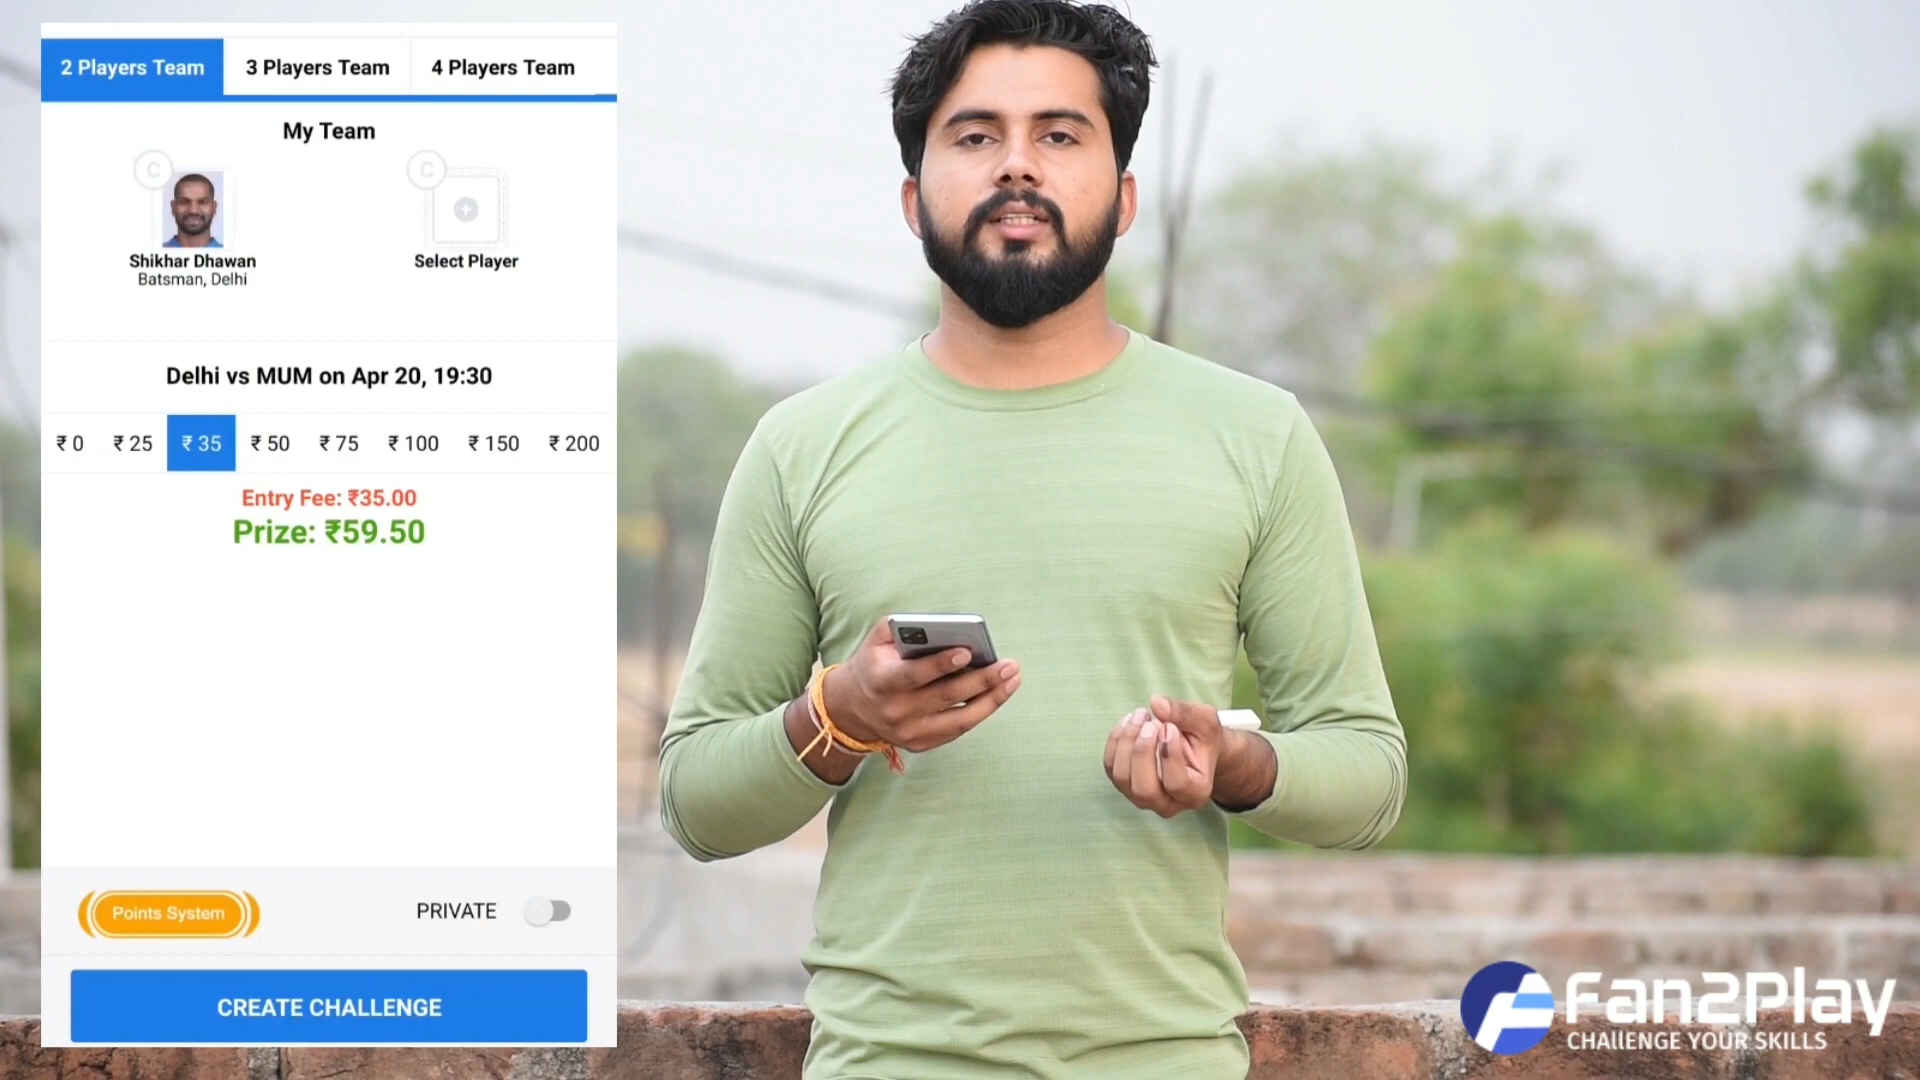 2 Players Team
3 Players Team
4 Players Team
My Team
C
C
Shikhar Dhawan
Batsman, Delhi
Select Player
Delhi vs MUM on Apr 20, 19:30
₹ 0
₹ 25
₹ 35
₹ 50
₹ 75
₹ 100
₹ 150
₹ 200
Entry Fee: ₹35.00
Prize: ₹59.50
Points System
PRIVATE
CREATE CHALLENGE
Fan2Play
CHAllENGE YOUR SKILLS